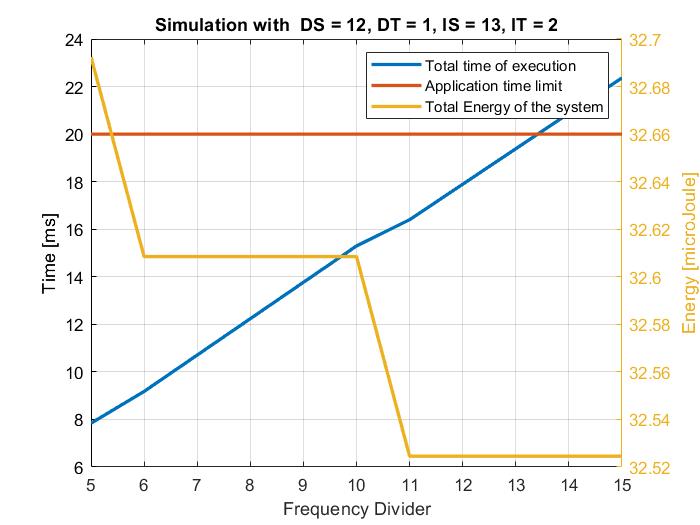 Simulation with  DS = 12, DT = 1, IS = 13, IT = 2
Total time of execution
Application time limit
Total Energy of the system
24
22
20
18
16
14
12
10
8
6
Time [ms]
32.7
32.68
32.66
32.64
32.62
32.6
32.58
32.56
32.54
32.52
Energy [microJoule]
5 6 7 8 9 10 11 12 13 14 15
Frequency Divider